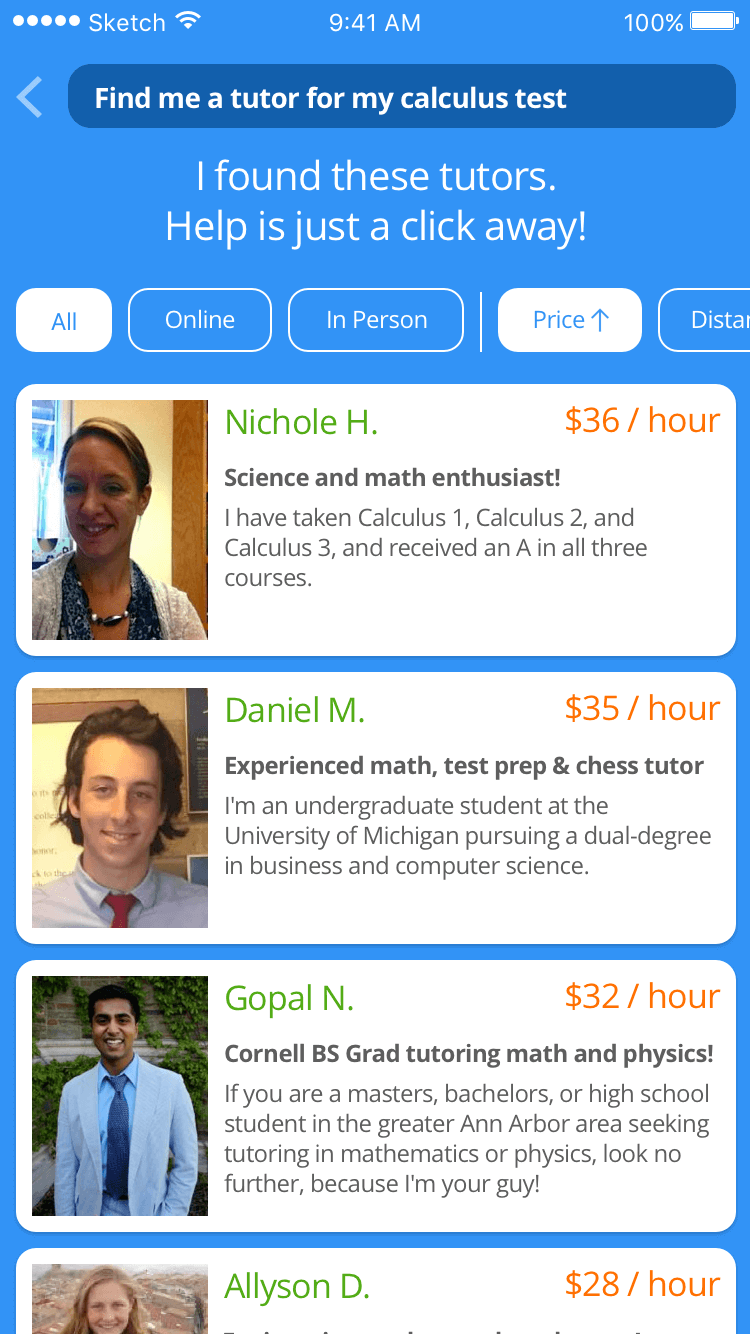 Sketch 9:41 AM 100%
Find me a tutor for my calculus test
I found these tutors.
Help is just a click away!
All Online In Person Price ↑ Distan
Nichole H. $36 / hour
Science and math enthusiast!
I have taken Calculus 1, Calculus 2, and
Calculus 3, and received an A in all three
courses.
Daniel M. $35 / hour
Experienced math, test prep & chess tutor
I'm an undergraduate student at the
University of Michigan pursuing a dual-degree
in business and computer science.
Gopal N. $32 / hour
Cornell BS Grad tutoring math and physics!
If you are a masters, bachelors, or high school
student in the greater Ann Arbor area seeking
tutoring in mathematics or physics, look no
further, because I'm your guy!
Allyson D. $28 / hour